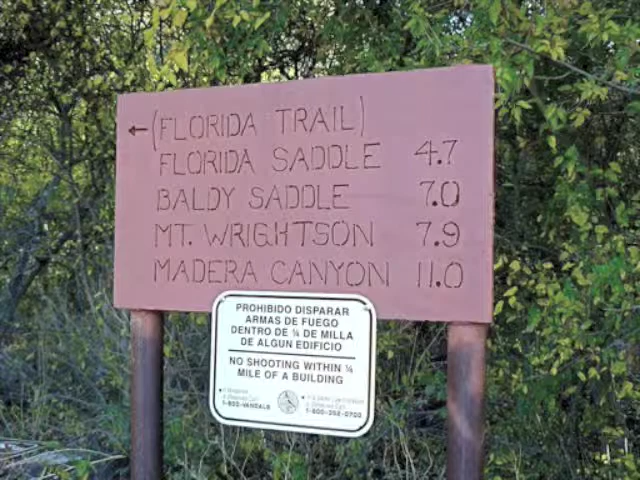 ← (FLORIDA TRAIL)
FLORIDA SADDLE 4.7
BALDY SADDLE 7.0
MT. WRIGHTSON 7.9
MADERA CANYON 11.0
PROHIBIDO DISPARAR
ARMAS DE FUEGO
DENTRO DE ¼ DE MILLA
DE ALGUN EDIFICIO
NO SHOOTING WITHIN ¼
MILE OF A BUILDING
1-800-VANDALS
1-800-352-0700